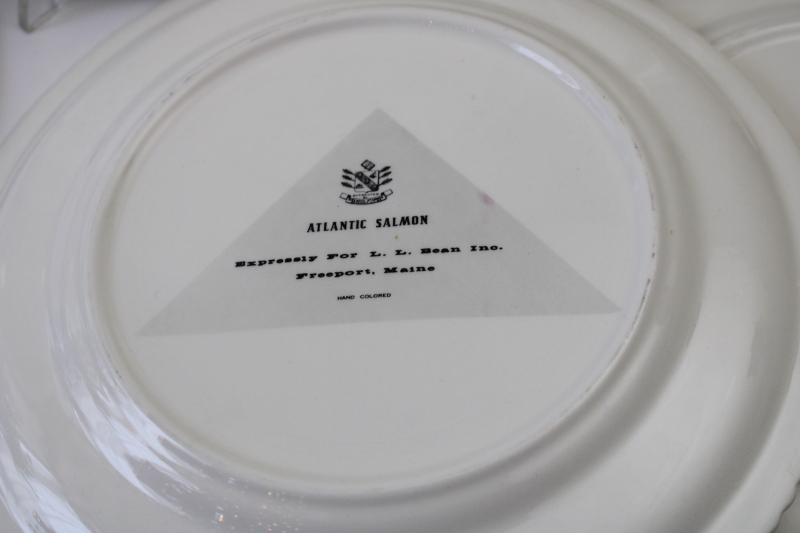 ATLANTIC SALMON
Expressly For L. L. Bean Inc.
Freeport, Maine
HAND COLORED